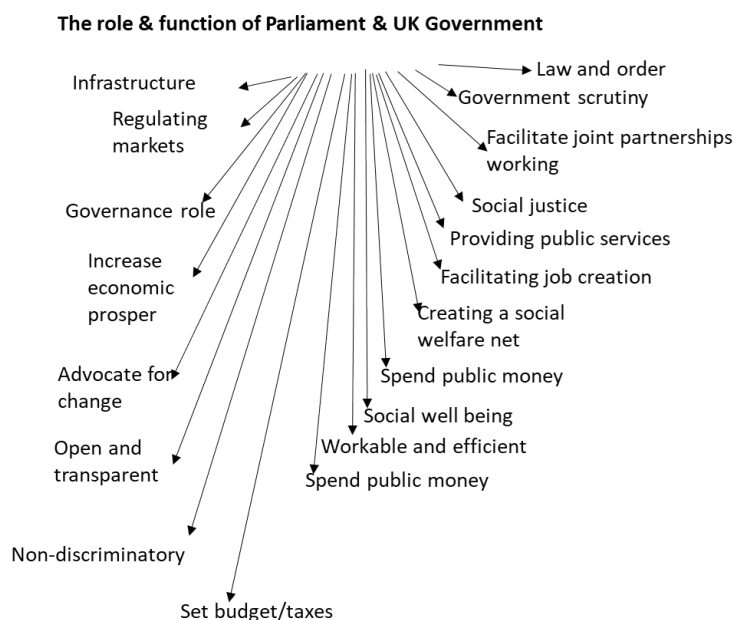 The role & function of Parliament & UK Government
Law and order
Infrastructure
Government scrutiny
Regulating
markets
Facilitate joint partnerships
working
Social justice
Governance role
Providing public services
Increase
economic
prosper
Facilitating job creation
Creating a social
welfare net
Advocate for
change
Spend public money
Social well being
Open and
transparent
Workable and efficient
Spend public money
Non-discriminatory
Set budget/taxes